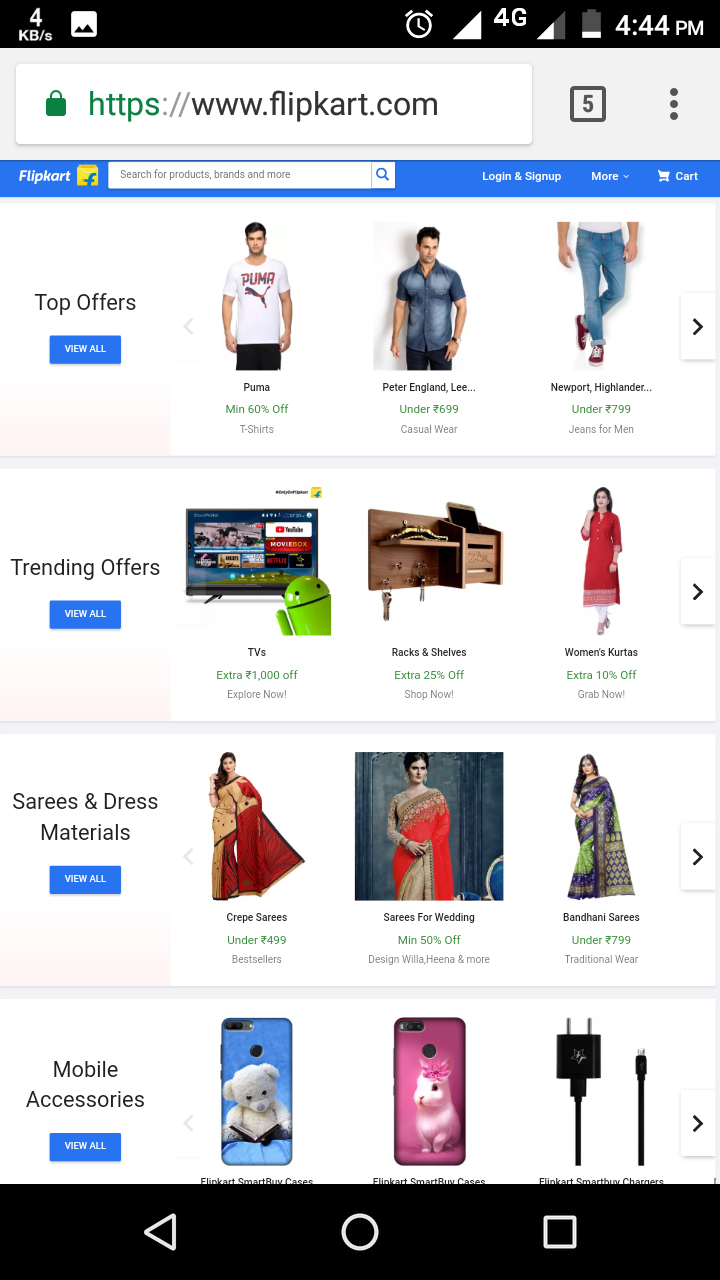 4
KB/s
4G
4:44 PM
https://www.flipkart.com
5
Flipkart
Search for products, brands and more
Login & Signup
More
Cart
Top Offers
VIEW ALL
PUMA
Puma
Min 60% Off
T-Shirts
Peter England, Lee...
Under ₹699
Casual Wear
Newport, Highlander...
Under ₹799
Jeans for Men
Trending Offers
VIEW ALL
#OnlyOnFlipkart
CloudWalker
YouTube
MOVIEBOX
NETFLIX
TVs
Extra ₹1,000 off
Explore Now!
Racks & Shelves
Extra 25% Off
Shop Now!
Women's Kurtas
Extra 10% Off
Grab Now!
Sarees & Dress
Materials
VIEW ALL
Crepe Sarees
Under ₹499
Bestsellers
Sarees For Wedding
Min 50% Off
Design Willa,Heena & more
Bandhani Sarees
Under ₹799
Traditional Wear
Mobile
Accessories
VIEW ALL
Flipkart SmartBuy Cases
Flipkart SmartBuy Cases
Flipkart Smartbuy Chargers